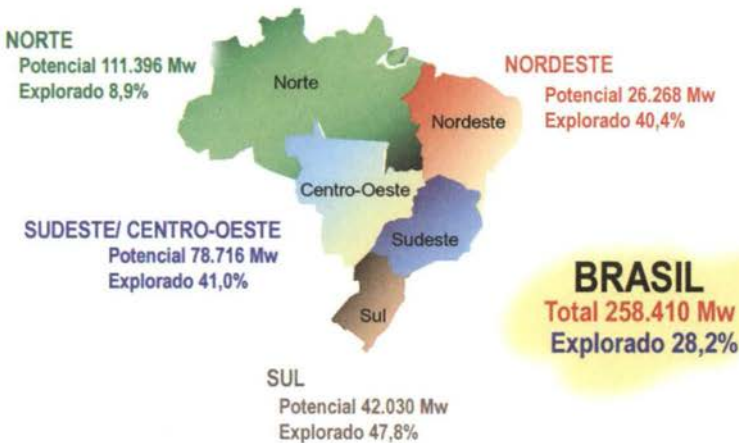 NORTE
Potencial 111.396 Mw
Explorado 8,9%
Norte
NORDESTE
Potencial 26.268 Mw
Explorado 40,4%
Nordeste
Centro-Oeste
SUDESTE/ CENTRO-OESTE
Potencial 78.716 Mw
Explorado 41,0%
Sudeste
BRASIL
Total 258.410 Mw
Explorado 28,2%
Sul
SUL
Potencial 42.030 Mw
Explorado 47,8%